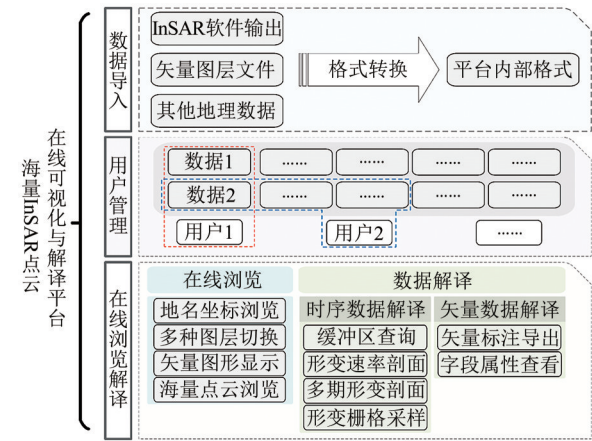 海量InSAR点云
在线可视化与解译平台
数据导入
InSAR软件输出
矢量图层文件
其他地理数据
格式转换
平台内部格式
用户管理
数据1
......
......
......
......
数据2
......
......
......
......
用户1
用户2
......
在线浏览解译
在线浏览
地名坐标浏览
多种图层切换
矢量图形显示
海量点云浏览
数据解译
时序数据解译
缓冲区查询
形变速率剖面
多期形变剖面
形变栅格采样
矢量数据解译
矢量标注导出
字段属性查看